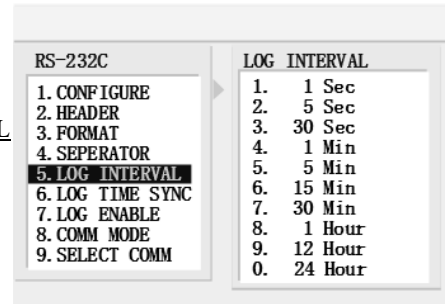 RS-232C
1. CONFIGURE
2. HEADER
3. FORMAT
4. SEPERATOR
5. LOG INTERVAL
6. LOG TIME SYNC
7. LOG ENABLE
8. COMM MODE
9. SELECT COMM
LOG INTERVAL
1. 1 Sec
2. 5 Sec
3. 30 Sec
4. 1 Min
5. 5 Min
6. 15 Min
7. 30 Min
8. 1 Hour
9. 12 Hour
0. 24 Hour
L